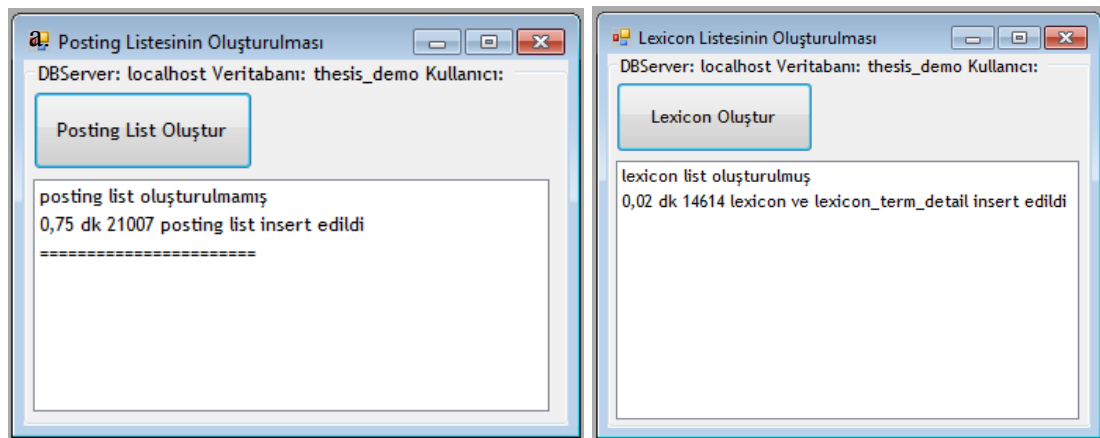 Posting Listesinin Oluşturulması
DBServer: localhost Veritabanı: thesis_demo Kullanıcı:
Posting List Oluştur
posting list oluşturulmamış
0,75 dk 21007 posting list insert edildi
=======================
Lexicon Listesinin Oluşturulması
DBServer: localhost Veritabanı: thesis_demo Kullanıcı:
Lexicon Oluştur
lexicon list oluşturulmuş
0,02 dk 14614 lexicon ve lexicon_term_detail insert edildi